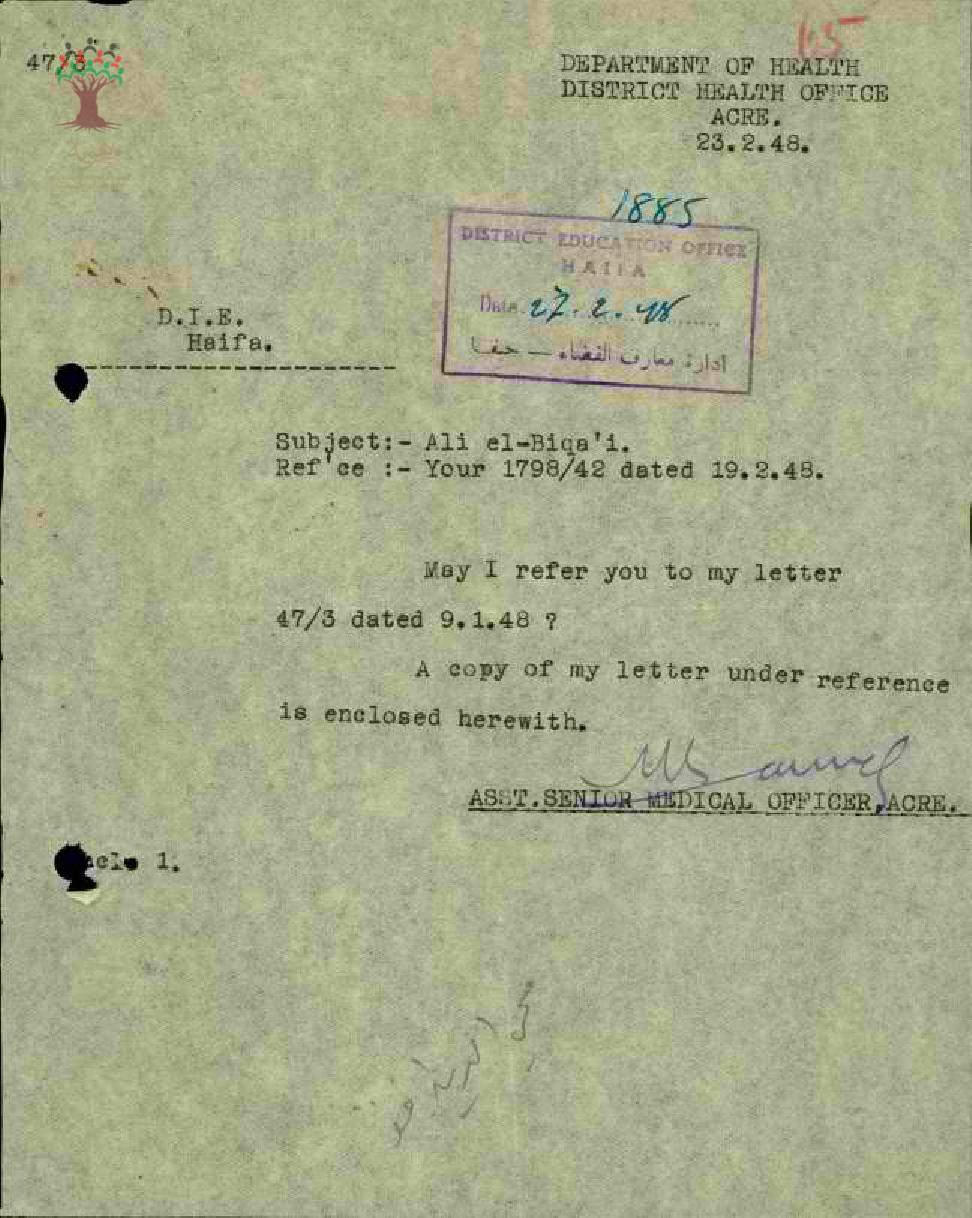 65
47/3
DEPARTMENT OF HEALTH
DISTRICT HEALTH OFFICE
ACRE.
23.2.48.
1885
DISTRICT EDUCATION OFFICE
HAIFA
Date 27.2.48
ادارة معارف القضاء — حيفا
D.I.E.
Haifa.
Subject:- Ali el-Biqa'i.
Ref'ce :- Your 1798/42 dated 19.2.48.
May I refer you to my letter
47/3 dated 9.1.48 ?
A copy of my letter under reference
is enclosed herewith.
ASST.SENIOR MEDICAL OFFICER,ACRE.
1.